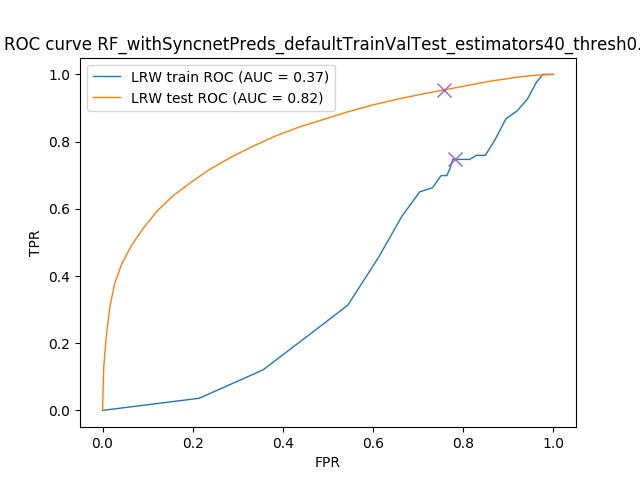 ROC curve RF_withSyncnetPreds_defaultTrainValTest_estimators40_thresh0.
LRW train ROC (AUC = 0.37)
LRW test ROC (AUC = 0.82)
1.0
0.8
0.6
0.4
0.2
0.0
TPR
0.0 0.2 0.4 0.6 0.8 1.0
FPR